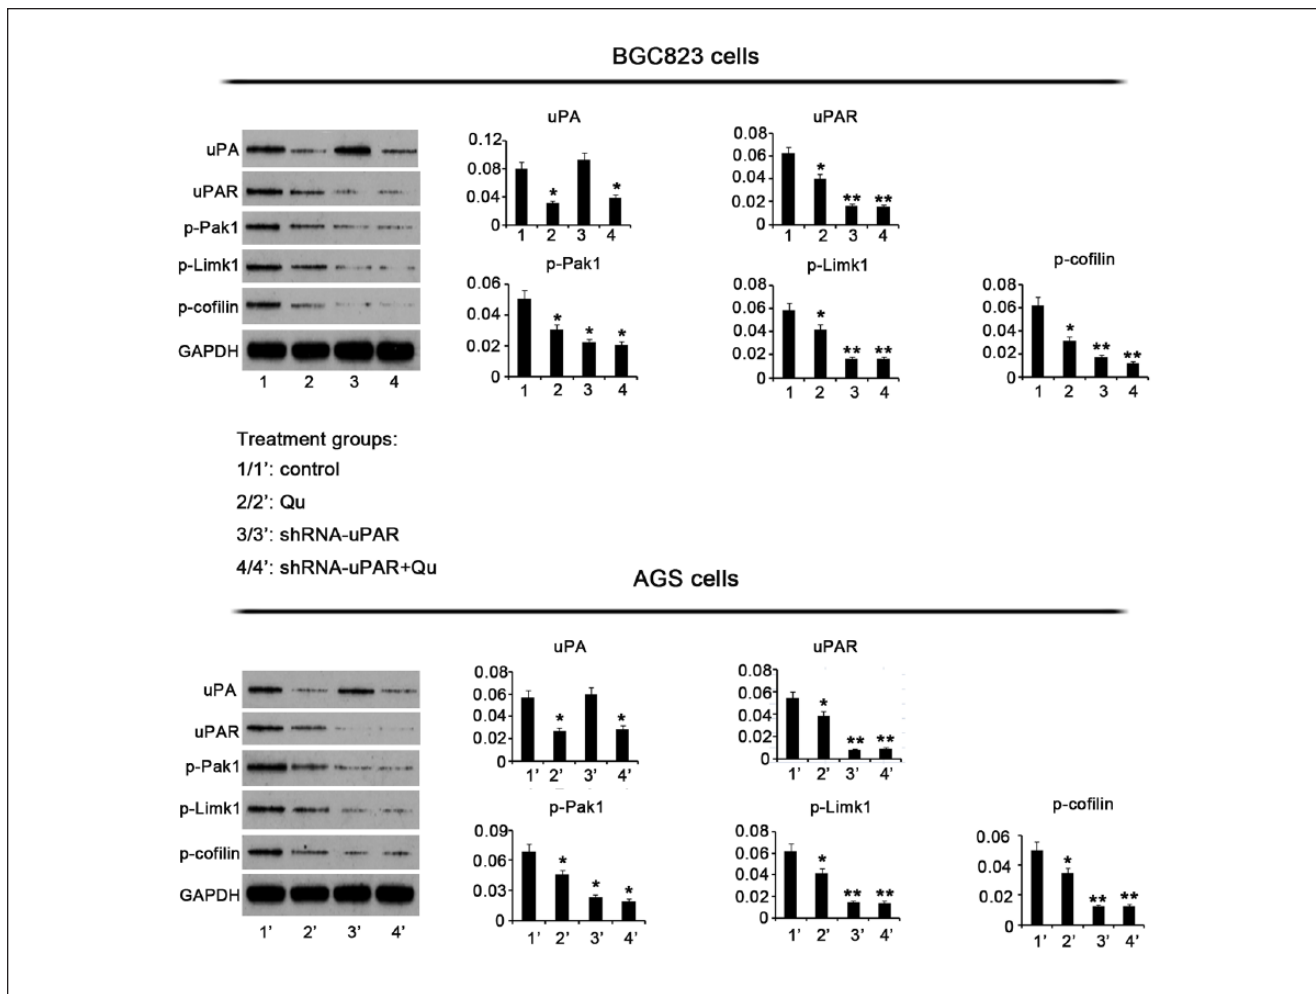 BGC823 cells
uPA
uPAR
p-Pak1
p-Limk1
p-cofilin
GAPDH
1 2 3 4
uPA
0.12
0.08
0.04
0
* *
1 2 3 4
uPAR
0.08
0.06
0.04
0.02
0
* ** **
1 2 3 4
p-Pak1
0.06
0.04
0.02
0
* * *
1 2 3 4
p-Limk1
0.08
0.06
0.04
0.02
0
* ** **
1 2 3 4
p-cofilin
0.08
0.06
0.04
0.02
0
* ** **
1 2 3 4
Treatment groups:
1/1’: control
2/2’: Qu
3/3’: shRNA-uPAR
4/4’: shRNA-uPAR+Qu
AGS cells
uPA
uPAR
p-Pak1
p-Limk1
p-cofilin
GAPDH
1’ 2’ 3’ 4’
uPA
0.08
0.06
0.04
0.02
0
* *
1’ 2’ 3’ 4’
uPAR
0.08
0.06
0.04
0.02
0
* ** **
1’ 2’ 3’ 4’
p-Pak1
0.09
0.06
0.03
0
* * *
1’ 2’ 3’ 4’
p-Limk1
0.08
0.06
0.04
0.02
0
* ** **
1’ 2’ 3’ 4’
p-cofilin
0.06
0.04
0.02
0
* ** **
1’ 2’ 3’ 4’